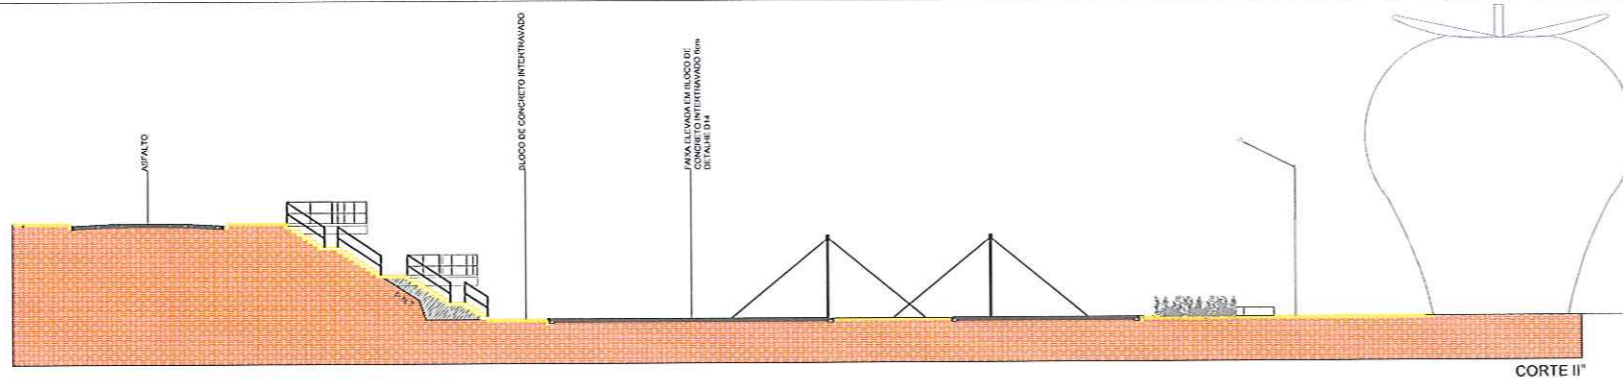 ASFALTO
BLOCO DE CONCRETO INTERTRAVADO
FAIXA ELEVADA EM BLOCO DE
CONCRETO INTERTRAVADO 8cm
DETALHE D14
CORTE II"